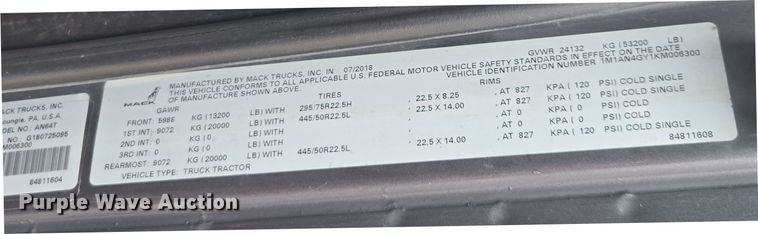 MACK TRUCKS, INC.
ungie, PA, U.S.A.
DEL NO.: AN64T
NO.: G180725095
M006300
84811604
MACK
MANUFACTURED BY MACK TRUCKS, INC. IN 07/2018 GVWR 24132 KG (53200 LB)
THIS VEHICLE CONFORMS TO ALL APPLICABLE U.S. FEDERAL MOTOR VEHICLE SAFETY STANDARDS IN EFFECT ON THE DATE
OF MANUFACTURE SHOWN ABOVE. VEHICLE IDENTIFICATION NUMBER 1M1AN4GY1KM006300
GAWR TIRES RIMS
FRONT: 5988 KG (13200 LB) WITH 295/75R22.5H , 22.5 X 8.25 , AT 827 KPA ( 120 PSI) COLD SINGLE
1ST INT: 9072 KG (20000 LB) WITH 445/50R22.5L , 22.5 X 14.00 , AT 827 KPA ( 120 PSI) COLD SINGLE
2ND INT: 0 KG ( 0 LB) WITH , , AT 0 KPA ( 0 PSI) COLD
3RD INT: 0 KG ( 0 LB) WITH , , AT 0 KPA ( 0 PSI) COLD
REARMOST: 9072 KG (20000 LB) WITH 445/50R22.5L , 22.5 X 14.00 , AT 827 KPA ( 120 PSI) COLD SINGLE
VEHICLE TYPE: TRUCK TRACTOR 84811608
Purple Wave Auction